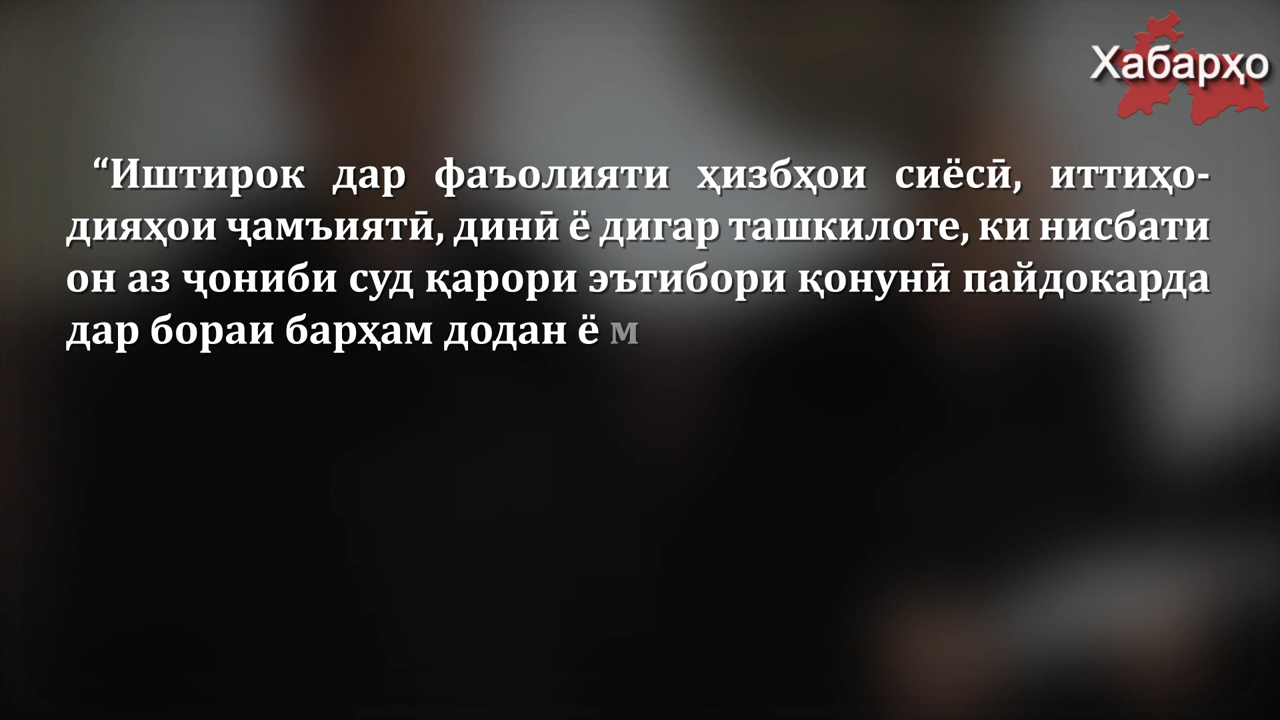 Хабарҳо
“Иштирок дар фаъолияти ҳизбҳои сиёсӣ, иттиҳо-
дияҳои ҷамъиятӣ, динӣ ё дигар ташкилоте, ки нисбати
он аз ҷониби суд қарори эътибори қонунӣ пайдокарда
дар бораи барҳам додан ё м